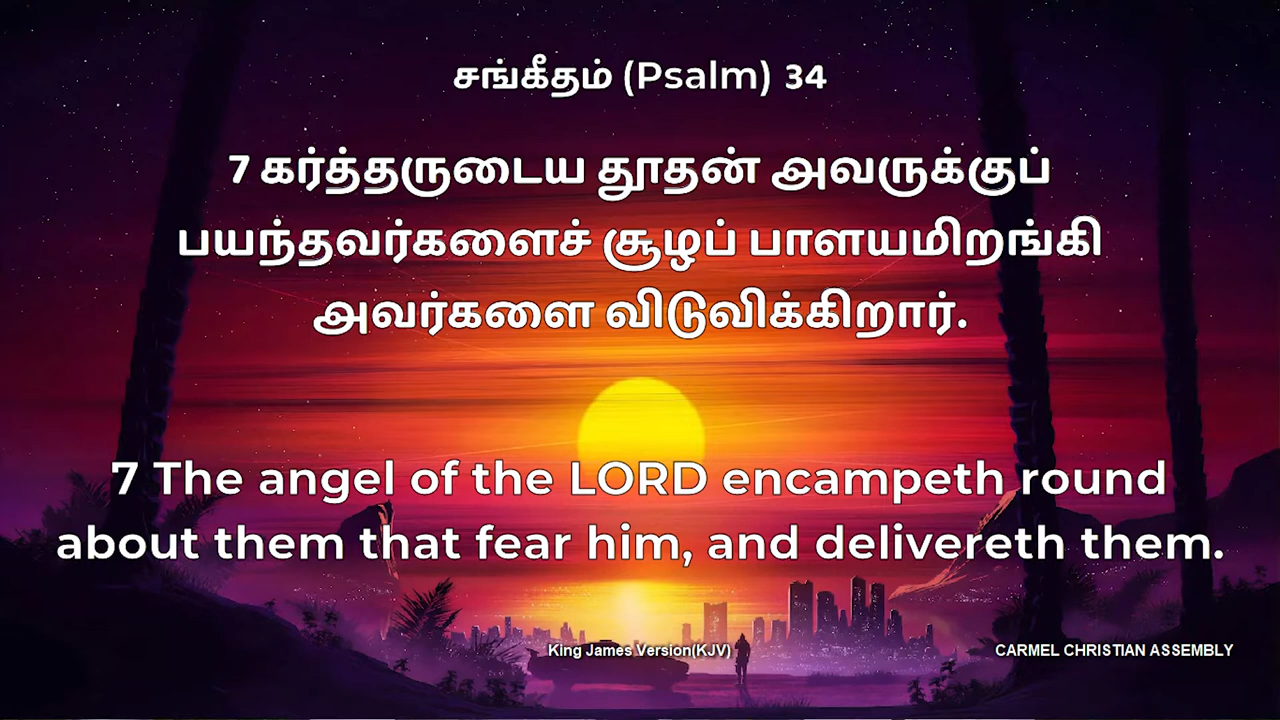 சங்கீதம் (Psalm) 34
7 கர்த்தருடைய தூதன் அவருக்குப்
பயந்தவர்களைச் சூழப் பாளயமிறங்கி
அவர்களை விடுவிக்கிறார்.
7 The angel of the LORD encampeth round
about them that fear him, and delivereth them.
King James Version(KJV)
CARMEL CHRISTIAN ASSEMBLY